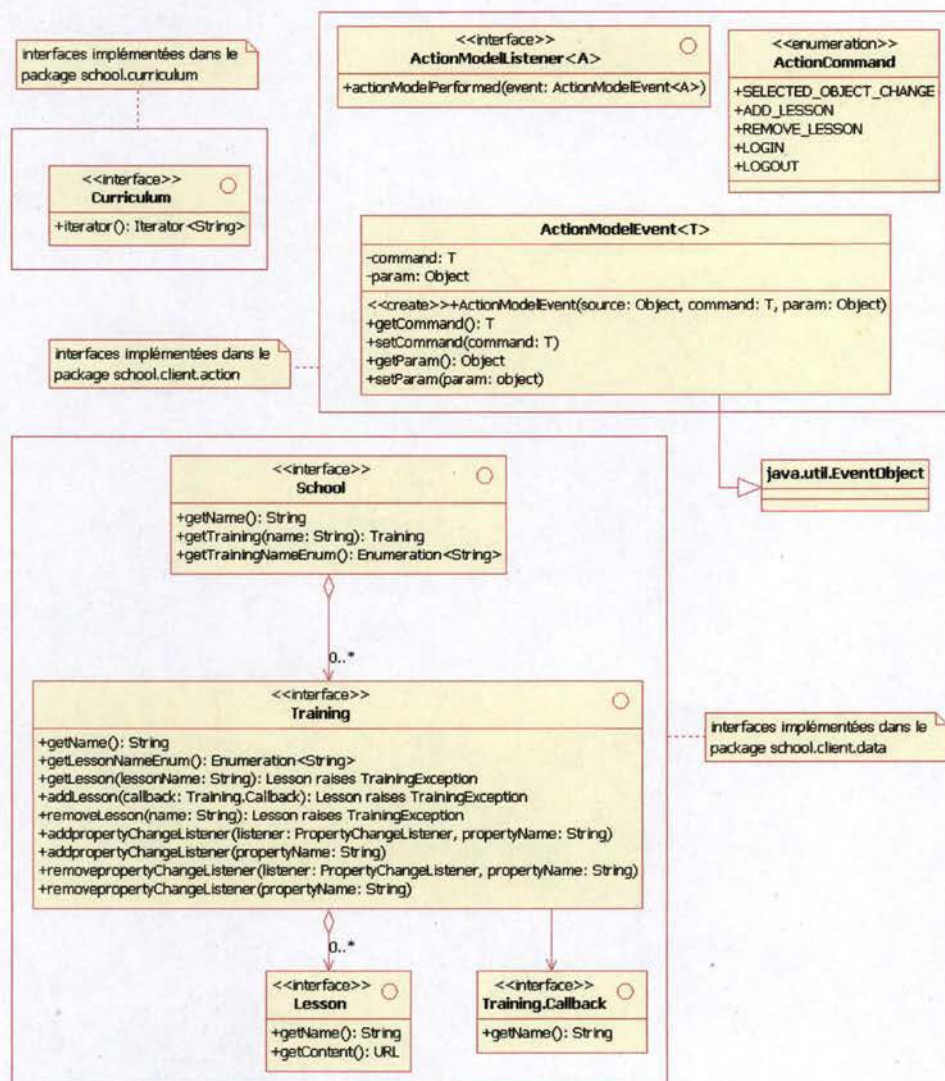 interfaces implémentées dans le
package school.curriculum
<<interface>>
Curriculum
+iterator(): Iterator<String>
<<interface>>
ActionModelListener<A>
+actionModelPerformed(event: ActionModelEvent<A>)
<<enumeration>>
ActionCommand
+SELECTED_OBJECT_CHANGE
+ADD_LESSON
+REMOVE_LESSON
+LOGIN
+LOGOUT
ActionModelEvent<T>
-command: T
-param: Object
<<create>>+ActionModelEvent(source: Object, command: T, param: Object)
+getCommand(): T
+setCommand(command: T)
+getParam(): Object
+setParam(param: object)
interfaces implémentées dans le
package school.client.action
java.util.EventObject
<<interface>>
School
+getName(): String
+getTraining(name: String): Training
+getTrainingNameEnum(): Enumeration<String>
0..*
<<interface>>
Training
+getName(): String
+getLessonNameEnum(): Enumeration<String>
+getLesson(lessonName: String): Lesson raises TrainingException
+addLesson(callback: Training.Callback): Lesson raises TrainingException
+removeLesson(name: String): Lesson raises TrainingException
+addpropertyChangeListener(listener: PropertyChangeListener, propertyName: String)
+addpropertyChangeListener(propertyName: String)
+removepropertyChangeListener(listener: PropertyChangeListener, propertyName: String)
+removepropertyChangeListener(propertyName: String)
interfaces implémentées dans le
package school.client.data
0..*
<<interface>>
Lesson
+getName(): String
+getContent(): URL
<<interface>>
Training.Callback
+getName(): String